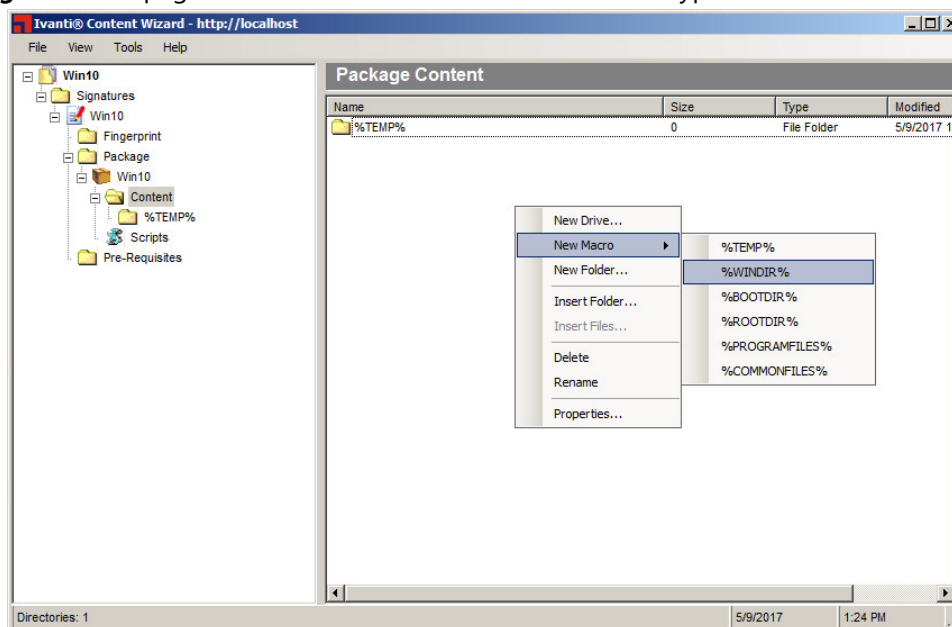 Ivanti® Content Wizard - http://localhost
File View Tools Help
Win10
Signatures
Win10
Fingerprint
Package
Win10
Content
%TEMP%
Scripts
Pre-Requisites
Package Content
Name Size Type Modified
%TEMP% 0 File Folder 5/9/2017 1
New Drive...
New Macro
New Folder...
Insert Folder...
Insert Files...
Delete
Rename
Properties...
%TEMP%
%WINDIR%
%BOOTDIR%
%ROOTDIR%
%PROGRAMFILES%
%COMMONFILES%
Directories: 1 5/9/2017 1:24 PM